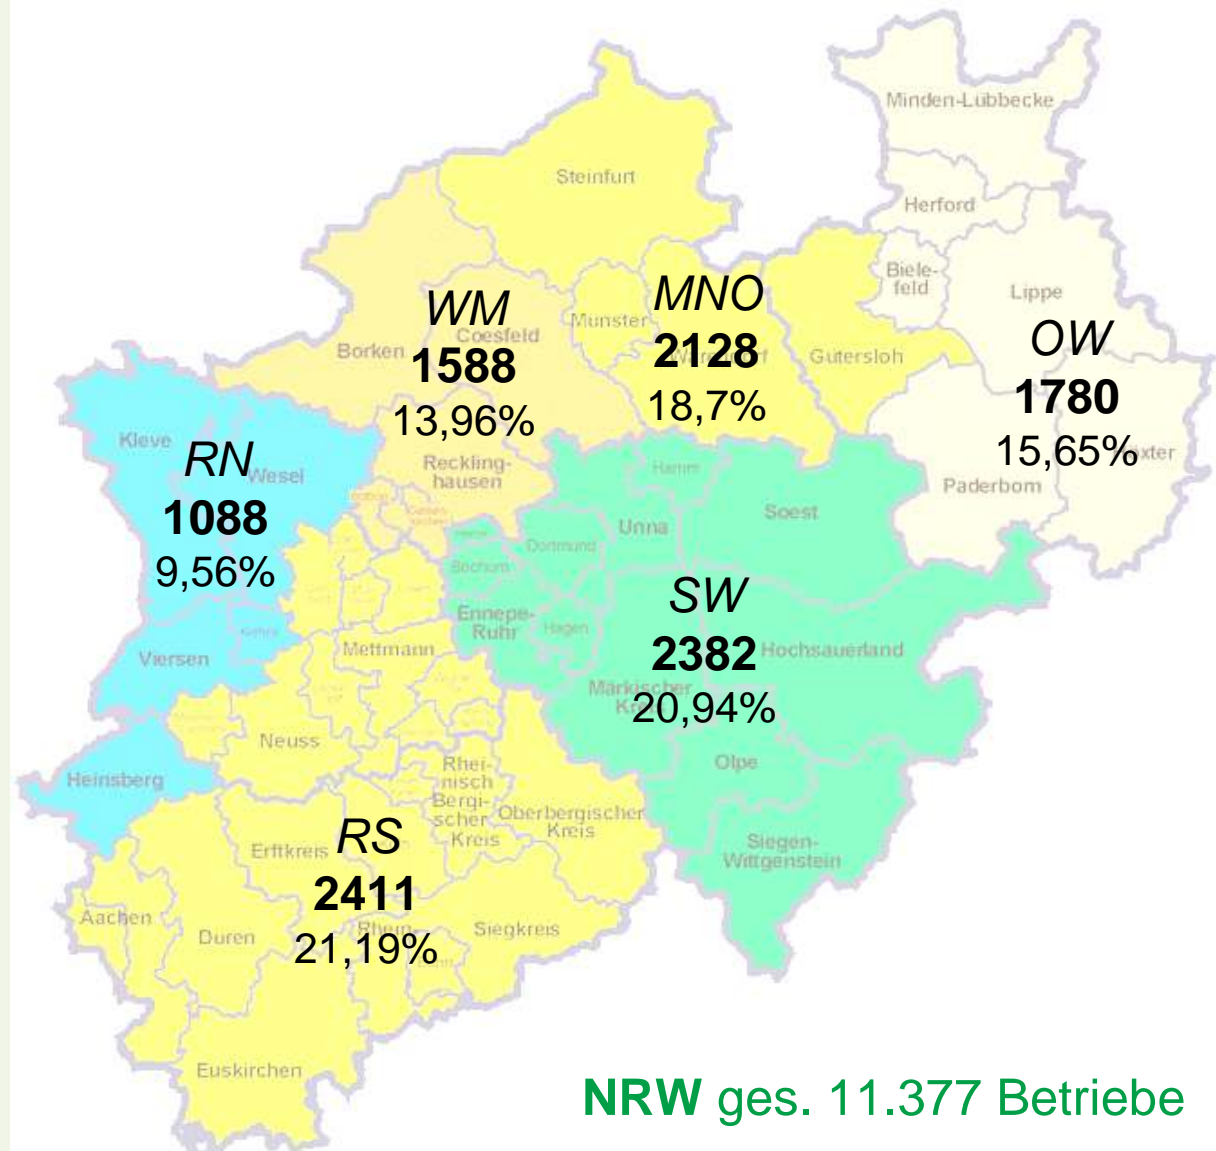 Minden-Lübbecke
Steinfurt
Herford
Biele-
feld
Lippe
MNO
2128
18,7%
WM
1588
13,96%
Münster
Coesfeld
Borken
Gütersloh
OW
1780
15,65%
Paderborn
Kleve
Wesel
RN
1088
9,56%
Reckling-
hausen
Hamm
Soest
Unna
Dortmund
Bochum
Ennepe-
Ruhr
Hagen
SW
2382
20,94%
Hochsauerland
Märkischer
Viersen
Mettmann
Neuss
Heinsberg
Olpe
Rhei-
nisch
Bergi-
scher
Kreis
Oberbergischer
Kreis
Siegen-
Wittgenstein
Erftkreis
RS
2411
21,19%
Aachen
Duren
Siegkreis
Euskirchen
NRW ges. 11.377 Betriebe